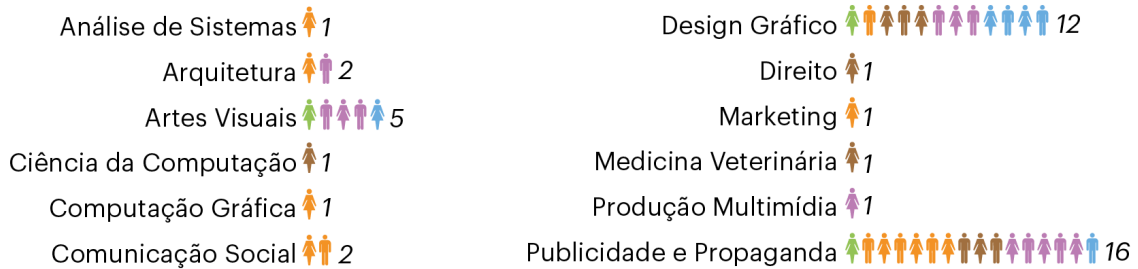 Análise de Sistemas 1
Arquitetura 2
Artes Visuais 5
Ciência da Computação 1
Computação Gráfica 1
Comunicação Social 2
Design Gráfico 12
Direito 1
Marketing 1
Medicina Veterinária 1
Produção Multimídia 1
Publicidade e Propaganda 16